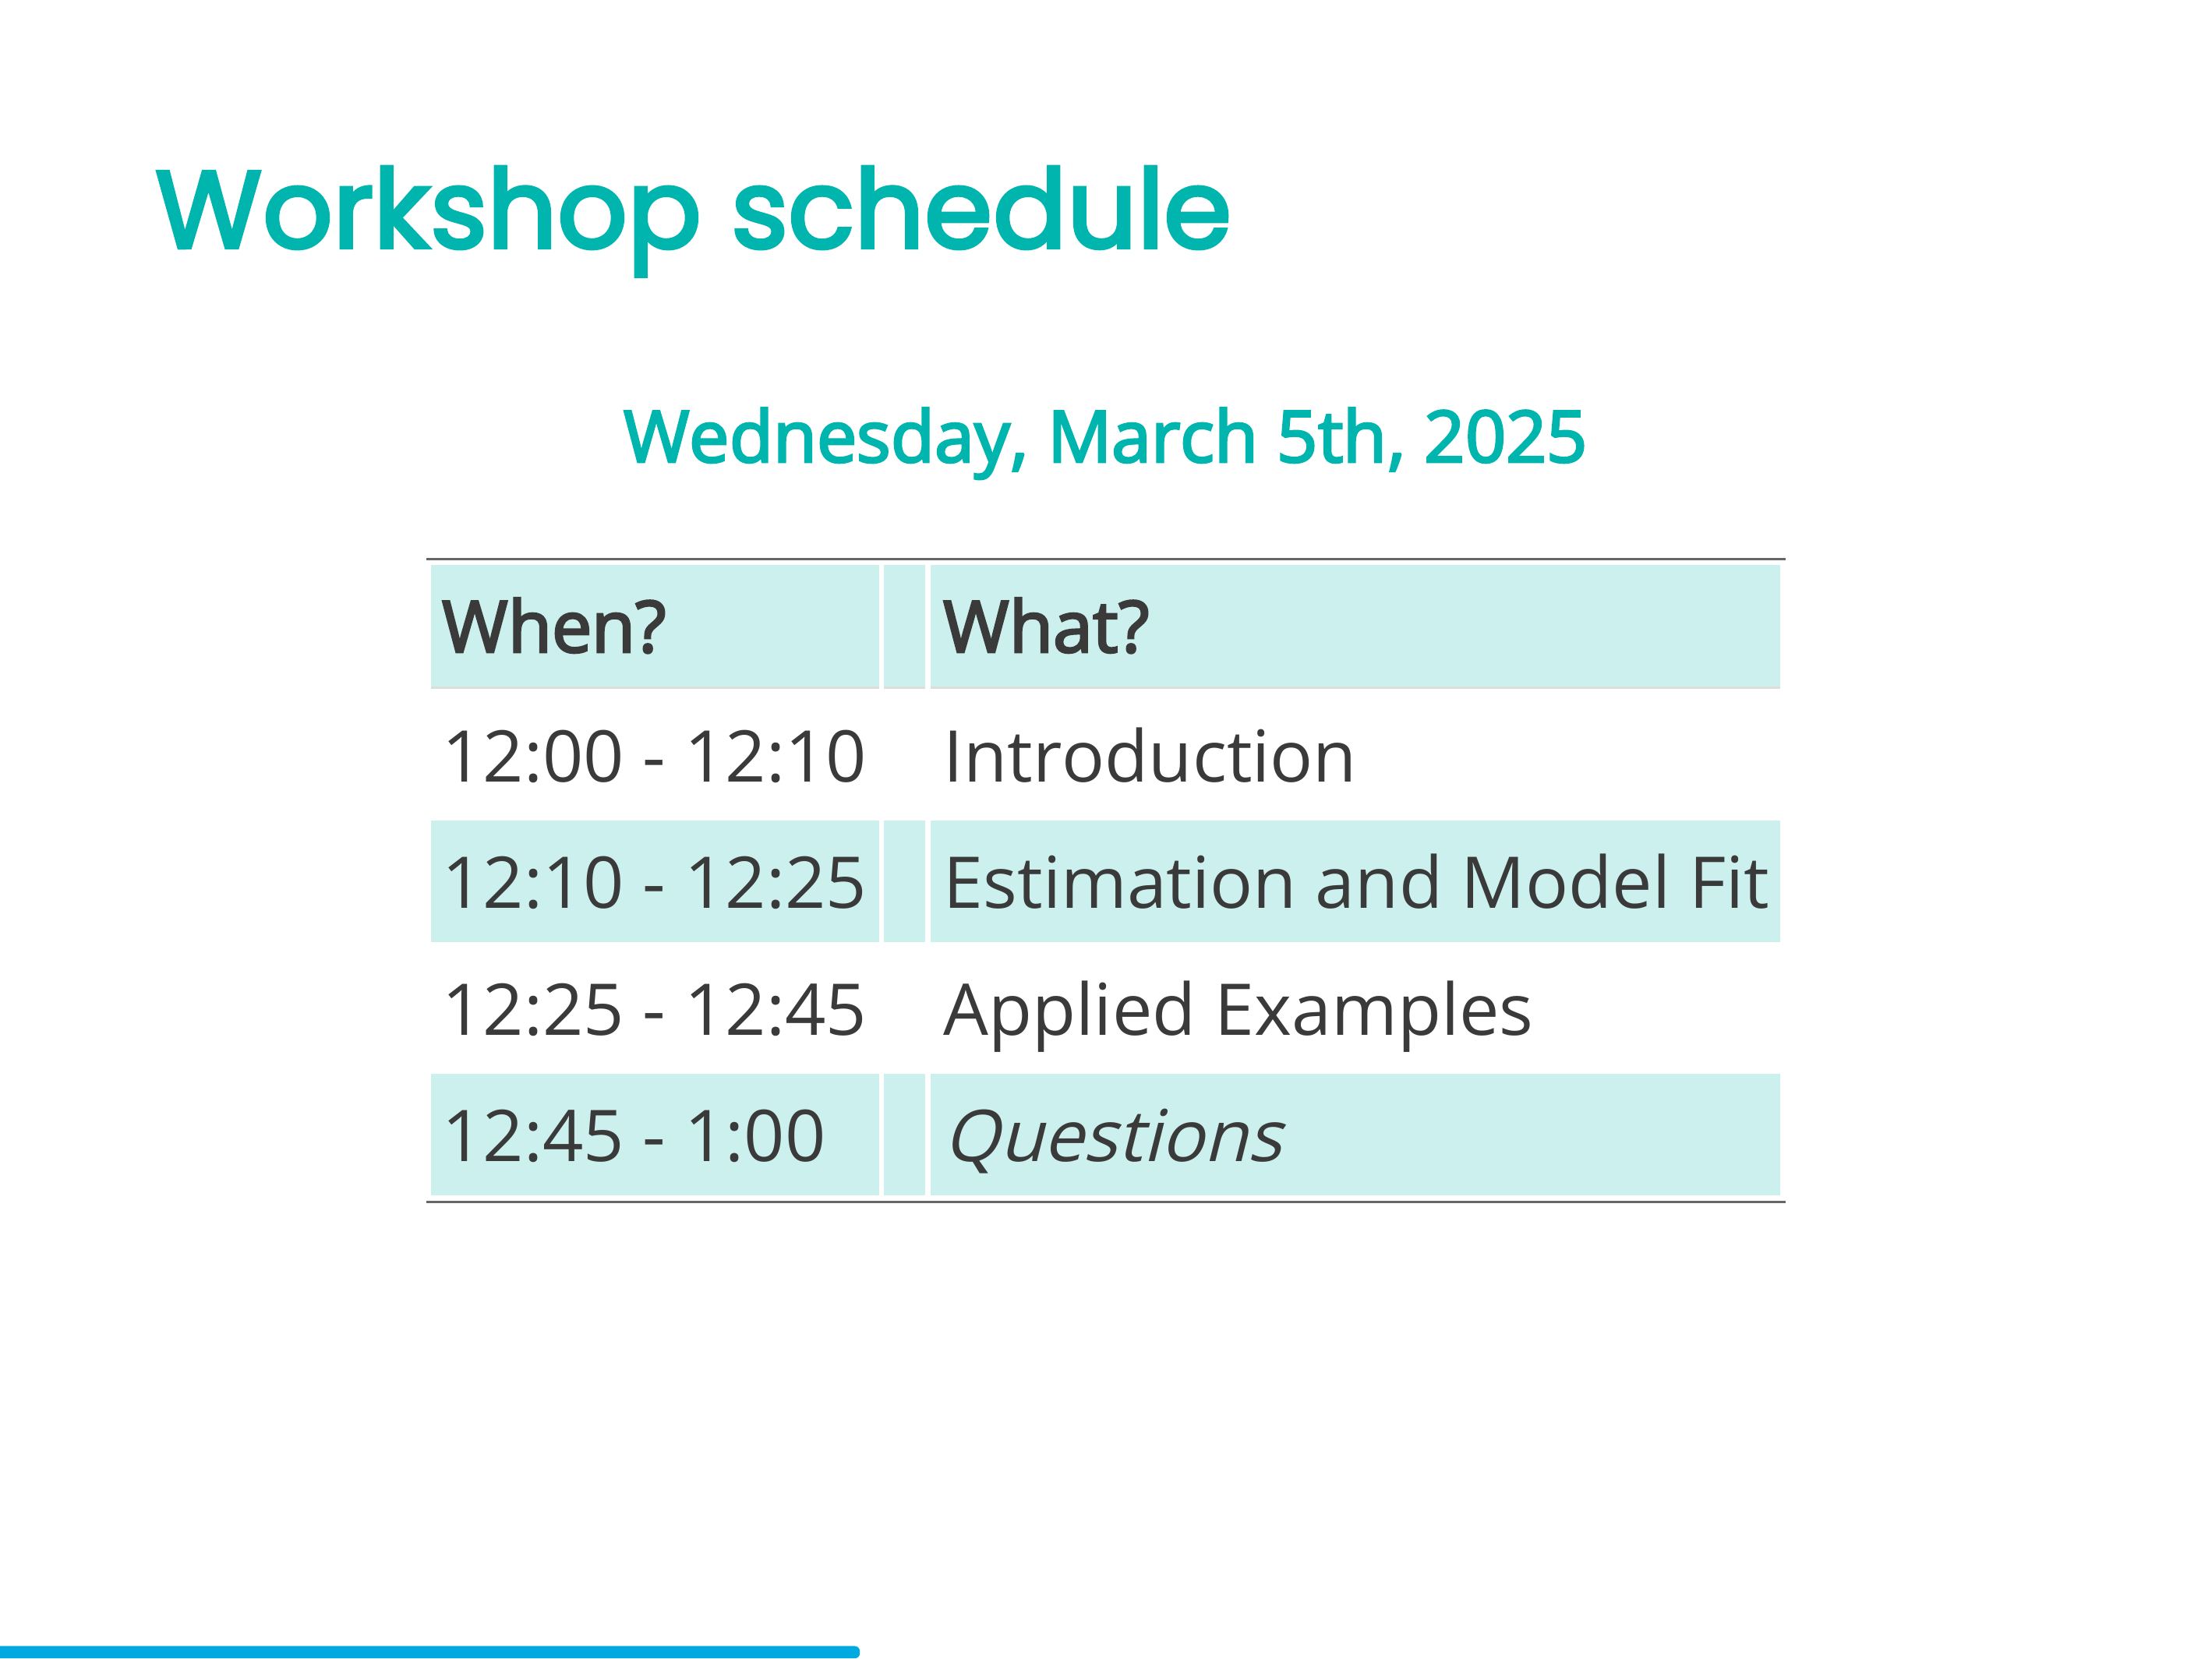 Workshop schedule
Wednesday, March 5th, 2025
When? What?
12:00 - 12:10 Introduction
12:10 - 12:25 Estimation and Model Fit
12:25 - 12:45 Applied Examples
12:45 - 1:00 Questions